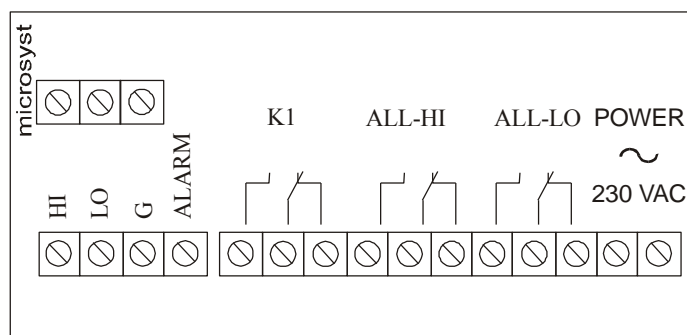 microsyst
K1
ALL-HI
ALL-LO
POWER
230 VAC
HI
LO
G
ALARM